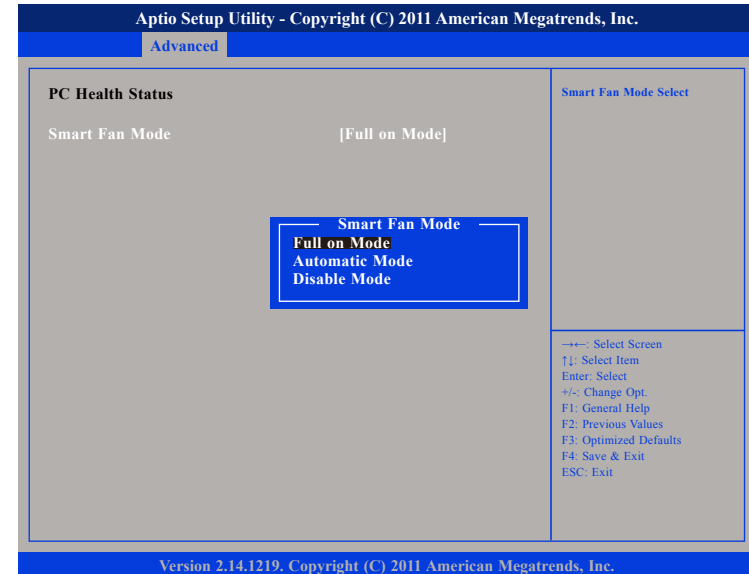 Aptio Setup Utility - Copyright (C) 2011 American Megatrends, Inc.
Advanced
PC Health Status
Smart Fan Mode [Full on Mode]
Smart Fan Mode
Full on Mode
Automatic Mode
Disable Mode
Smart Fan Mode Select
→←: Select Screen
↑↓: Select Item
Enter: Select
+/-: Change Opt.
F1: General Help
F2: Previous Values
F3: Optimized Defaults
F4: Save & Exit
ESC: Exit
Version 2.14.1219. Copyright (C) 2011 American Megatrends, Inc.